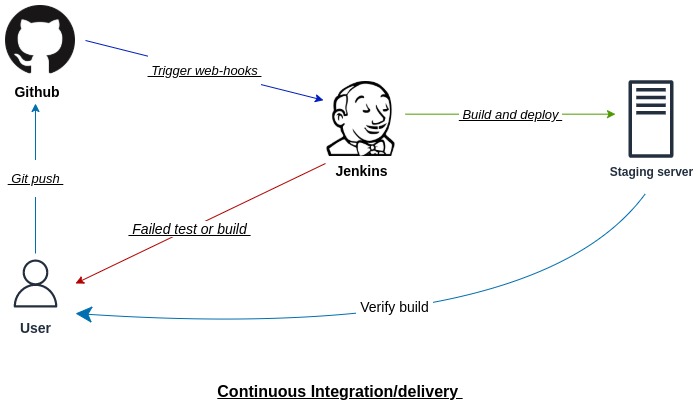 Trigger web-hooks
Github
Build and deploy
Jenkins
Staging server
Git push
Failed test or build
Verify build
User
Continuous Integration/delivery